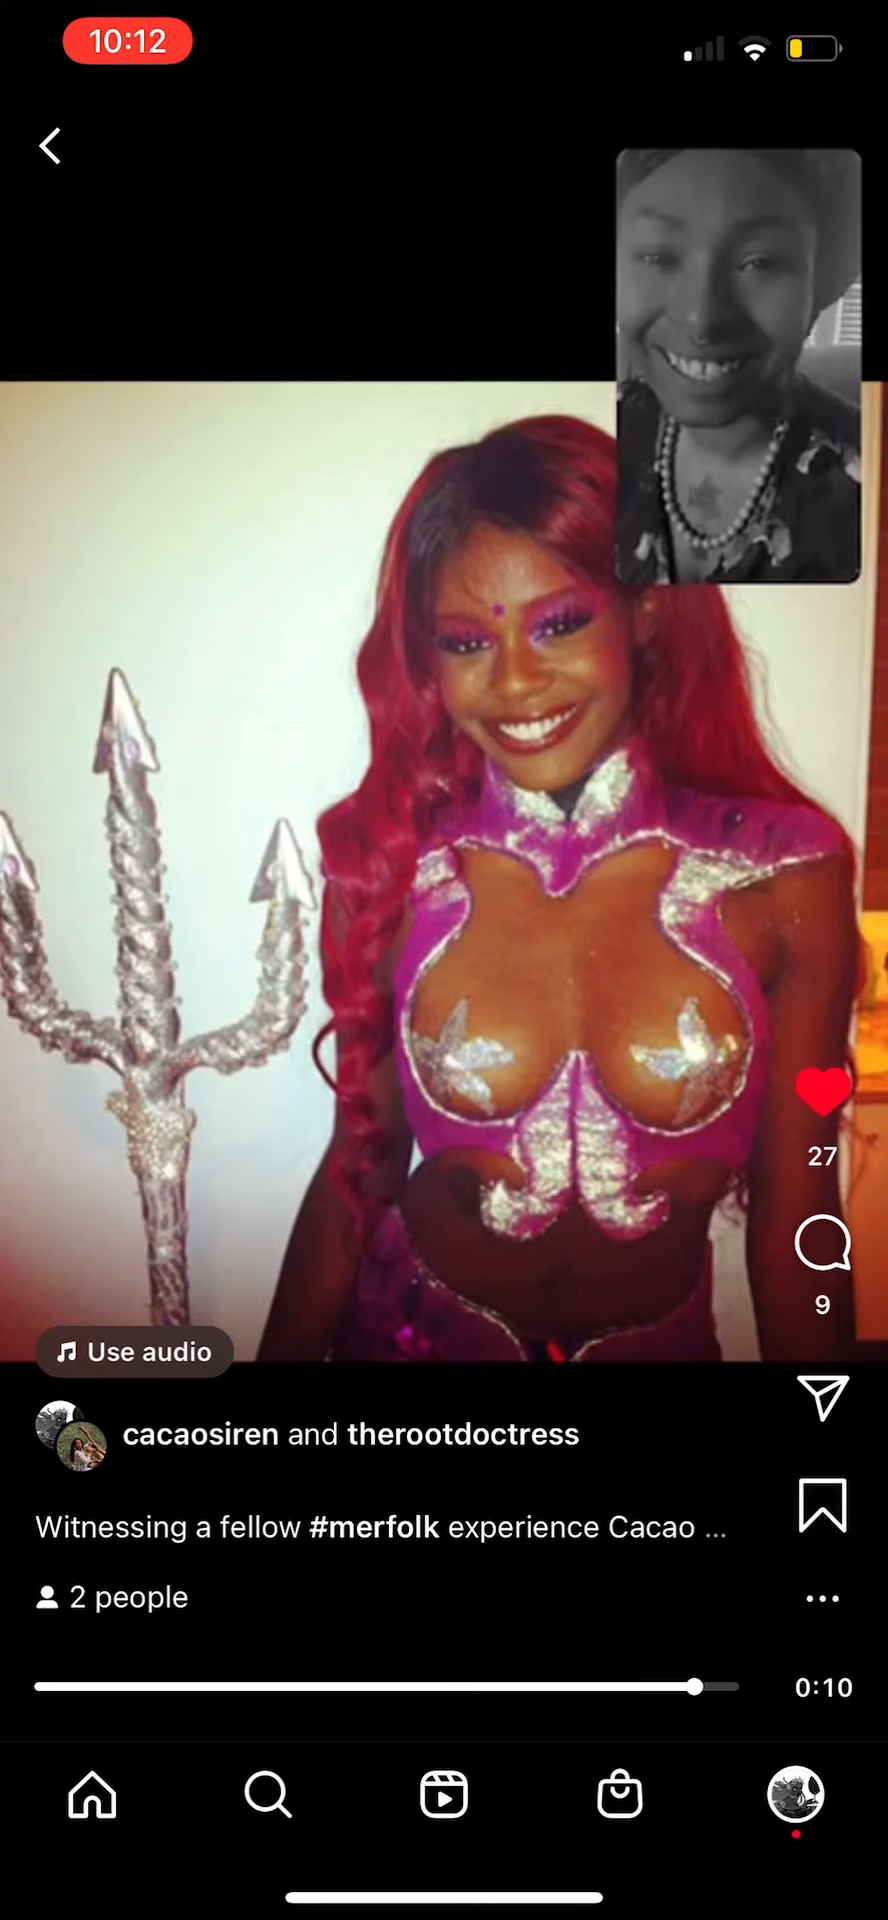 10:12
27
9
Use audio
cacaosiren and therootdoctress
Witnessing a fellow #merfolk experience Cacao ...
2 people
0:10